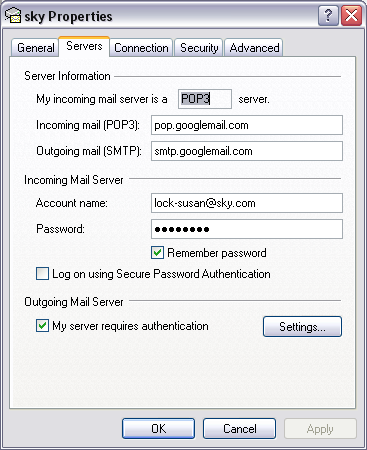 sky Properties
General Servers Connection Security Advanced
Server Information
My incoming mail server is a POP3 server.
Incoming mail (POP3): pop.googlemail.com
Outgoing mail (SMTP): smtp.googlemail.com
Incoming Mail Server
Account name: lock-susan@sky.com
Password: ●●●●●●●●
Remember password
Log on using Secure Password Authentication
Outgoing Mail Server
My server requires authentication Settings...
OK Cancel Apply